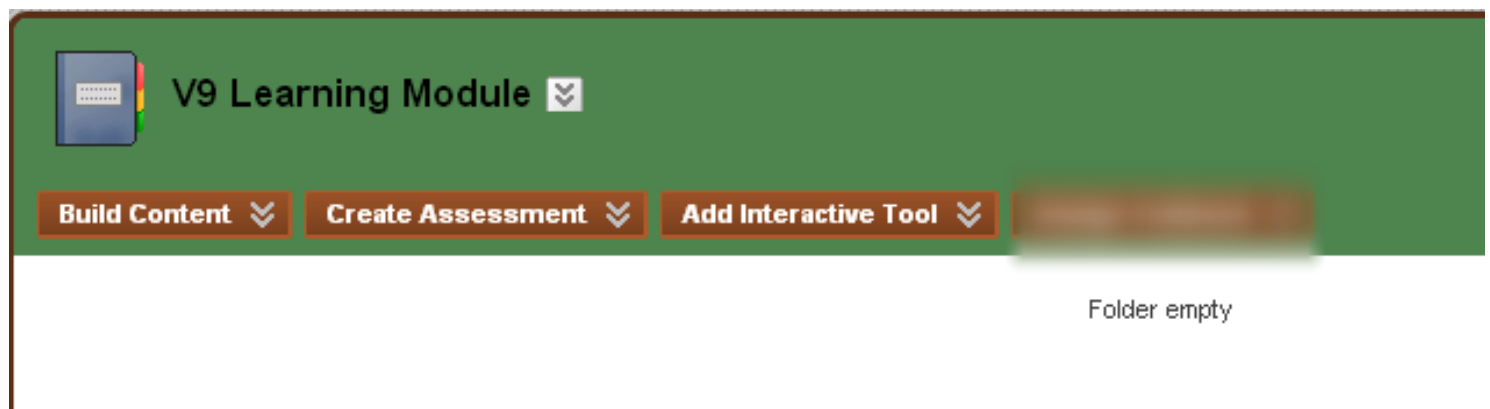 V9 Learning Module
Build Content Create Assessment Add Interactive Tool
Folder empty